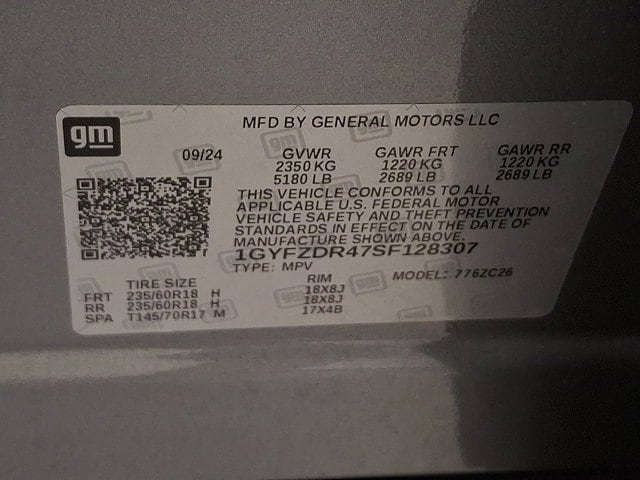 gm
MFD BY GENERAL MOTORS LLC
09/24 GVWR GAWR FRT GAWR RR
2350 KG 1220 KG 1220 KG
5180 LB 2689 LB 2689 LB
THIS VEHICLE CONFORMS TO ALL
APPLICABLE U.S. FEDERAL MOTOR
VEHICLE SAFETY AND THEFT PREVENTION
STANDARDS IN EFFECT ON THE DATE OF
MANUFACTURE SHOWN ABOVE.
1GYFZDR47SF128307
TYPE: MPV MODEL: 776ZC26
TIRE SIZE RIM
FRT 235/60R18 H 18X8J
RR 235/60R18 H 18X8J
SPA T145/70R17 M 17X4B